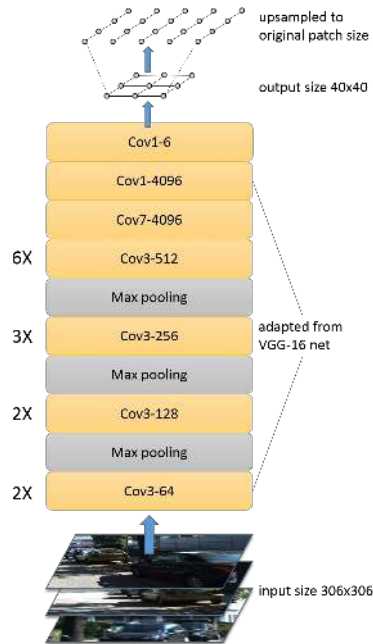 upsampled to
original patch size
output size 40x40
Cov1-6
Cov1-4096
Cov7-4096
6X Cov3-512
Max pooling
3X Cov3-256
adapted from
VGG-16 net
Max pooling
2X Cov3-128
Max pooling
2X Cov3-64
input size 306x306